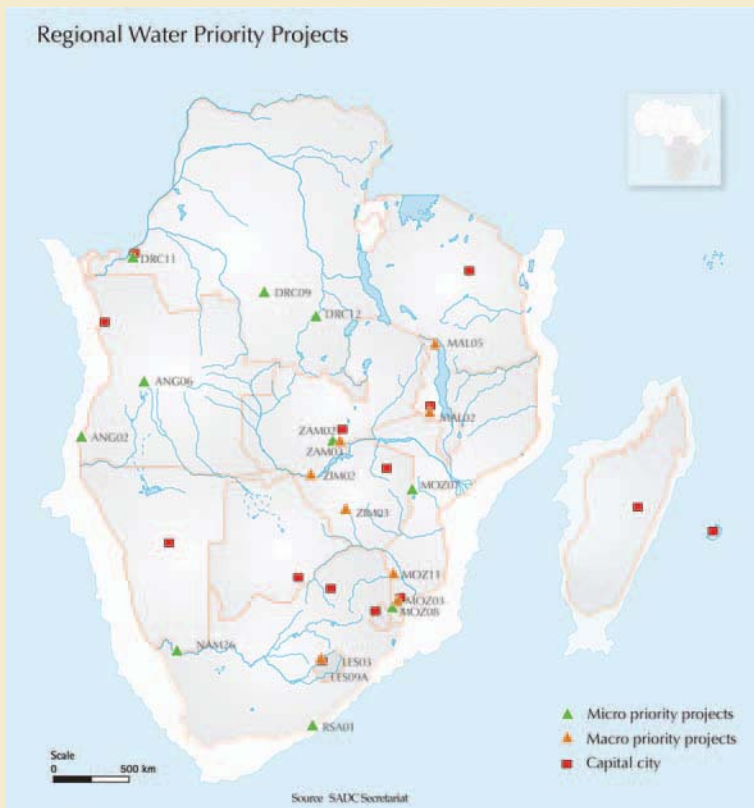 Regional Water Priority Projects
DRC11
DRC09
DRC12
MAL05
ANG06
MAL02
ZAM02
ANG02
ZAM03
ZIM02
MOZ07
ZIM03
MOZ11
MOZ03
MOZ08
NAM26
LES03
LES09A
RSA01
Micro priority projects
Macro priority projects
Capital city
Scale
0 500 km
Source SADC Secretariat